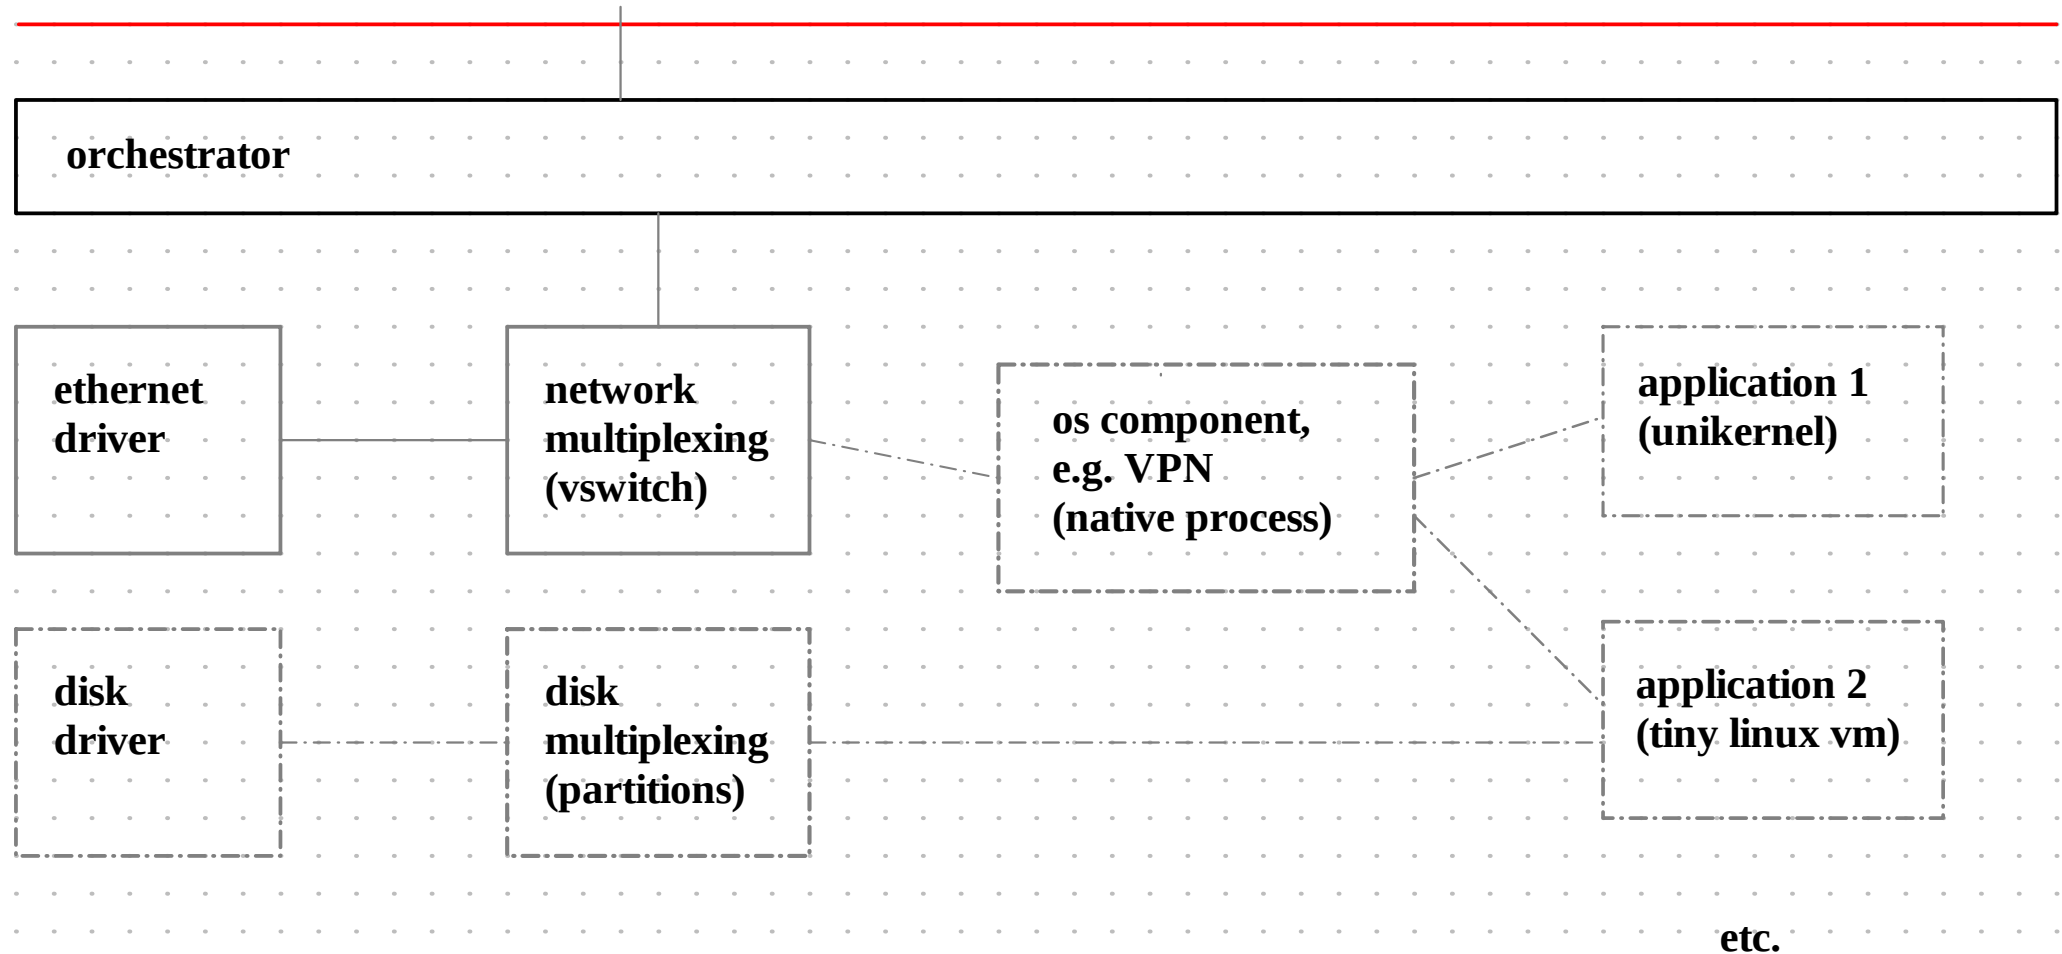 orchestrator
ethernet
driver
network
multiplexing
(vswitch)
os component,
e.g. VPN
(native process)
application 1
(unikernel)
disk
driver
disk
multiplexing
(partitions)
application 2
(tiny linux vm)
etc.